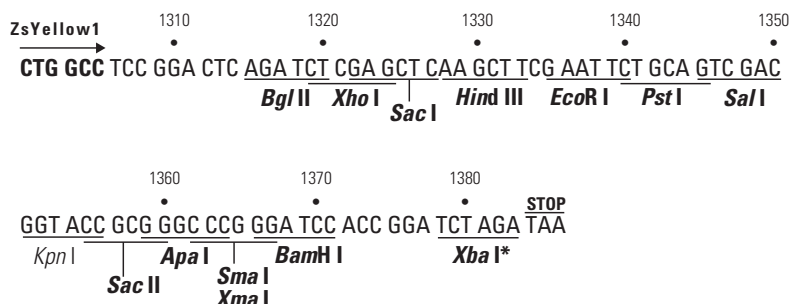 ZsYellow1 1310 1320 1330 1340 1350
CTG GCC TCC GGA CTC AGA TCT CGA GCT CAA GCT TCG AAT TCT GCA GTC GAC
Bgl II Xho I Hind III EcoR I Pst I Sal I
Sac I
1360 1370 1380
STOP
GGT ACC GCG GGC CCG GGA TCC ACC GGA TCT AGA TAA
Kpn I Apa I BamH I Xba I*
Sac II Sma I
Xma I